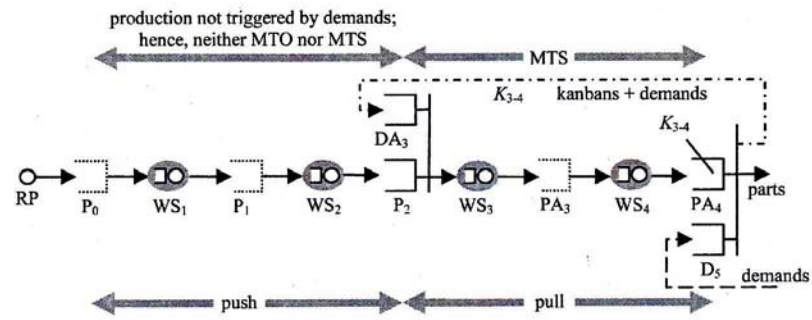 production not triggered by demands;
hence, neither MTO nor MTS
MTS
K₃₋₄ kanbans + demands
DA₃
K₃₋₄
RP
P₀
WS₁
P₁
WS₂
P₂
WS₃
PA₃
WS₄
PA₄
parts
D₅
demands
push
pull